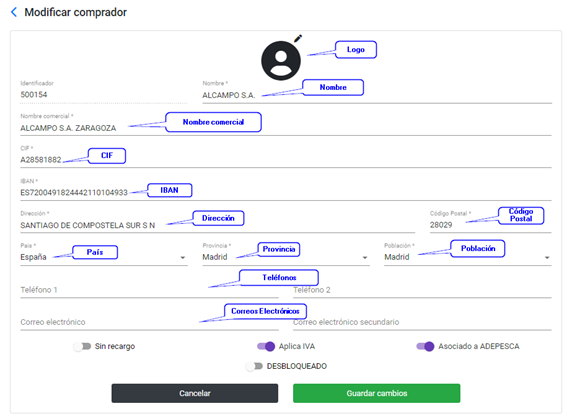 Modificar comprador
Logo
Identificador
500154
Nombre *
ALCAMPO S.A.
Nombre
Nombre comercial *
ALCAMPO S.A. ZARAGOZA
Nombre comercial
CIF *
A28581882
CIF
IBAN *
ES7200491824442110104933
IBAN
Dirección *
SANTIAGO DE COMPOSTELA SUR S N
Dirección
Código Postal *
28029
Código Postal
País *
España
País
Provincia *
Madrid
Provincia
Población *
Madrid
Población
Teléfono 1
Teléfonos
Teléfono 2
Correo electrónico
Correos Electrónicos
Correo electrónico secundario
Sin recargo
Aplica IVA
Asociado a ADEPESCA
DESBLOQUEADO
Cancelar
Guardar cambios